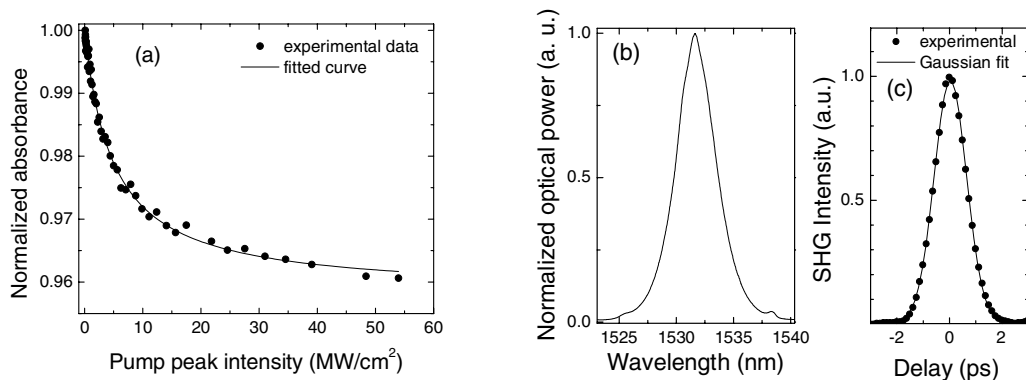 1.00
0.99
0.98
0.97
0.96
Normalized absorbance
(a)
experimental data
fitted curve
0 10 20 30 40 50 60
Pump peak intensity (MW/cm²)
1.0
0.5
0.0
Normalized optical power (a. u.)
(b)
1525 1530 1535 1540
Wavelength (nm)
1.0
0.5
SHG Intensity (a.u.)
experimental
Gaussian fit
(c)
-2 0 2
Delay (ps)